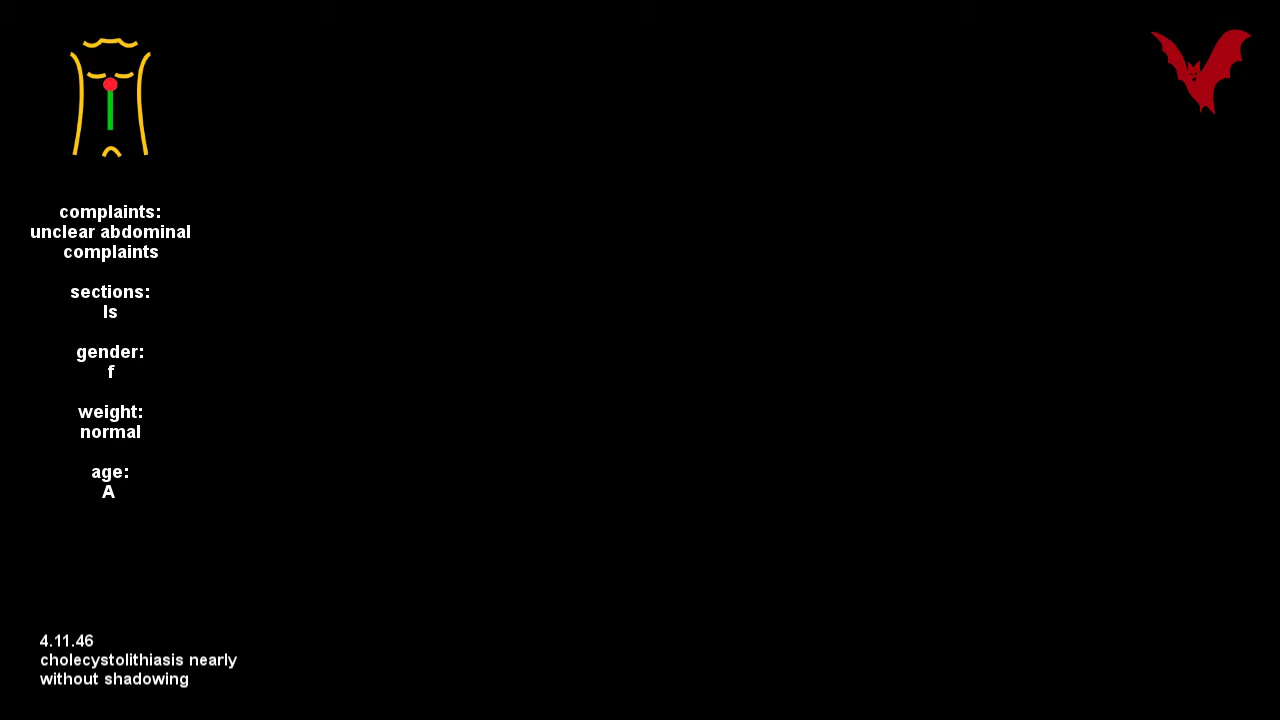 complaints:
unclear abdominal
complaints
sections:
ls
gender:
f
weight:
normal
age:
A
4.11.46
cholecystolithiasis nearly
without shadowing